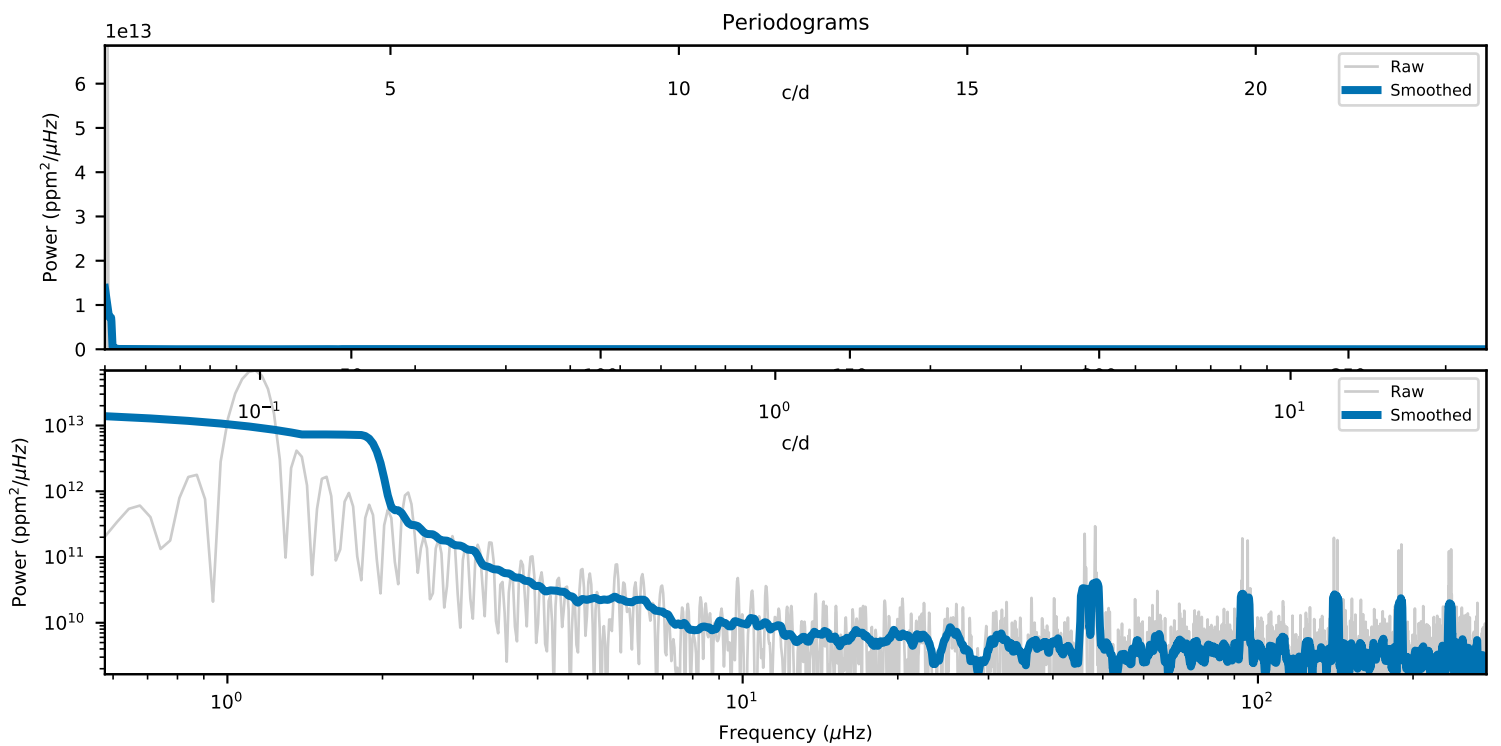 Periodograms
1e13
5 10 15 20
c/d
Raw
Smoothed
Power (ppm²/μHz)
6
5
4
3
2
1
0
10⁻¹ 10⁰ 10¹
c/d
Raw
Smoothed
Power (ppm²/μHz)
10¹³
10¹²
10¹¹
10¹⁰
10⁰ 10¹ 10²
Frequency (μHz)